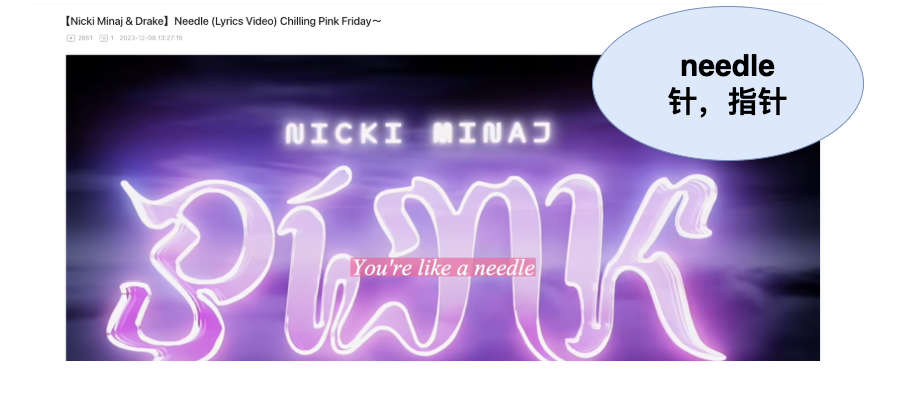 【Nicki Minaj & Drake】Needle (Lyrics Video) Chilling Pink Friday～
2851 1 2023-12-08 13:27:15
needle
针，指针
NICKI MINAJ
PiNK
You're like a needle